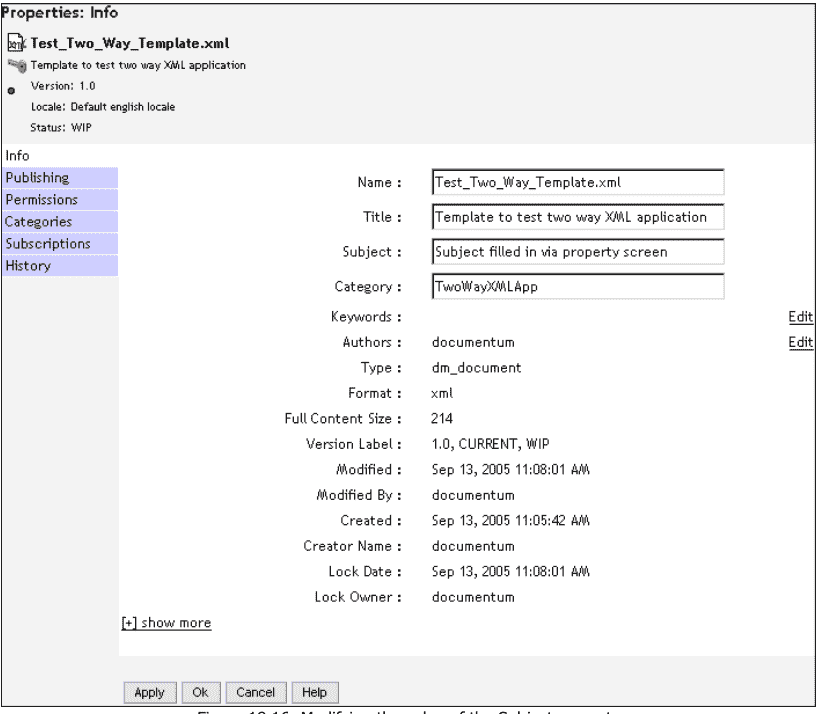 Properties: Info
Test_Two_Way_Template.xml
Template to test two way XML application
Version: 1.0
Locale: Default english locale
Status: WIP
Info
Publishing
Permissions
Categories
Subscriptions
History
Name : Test_Two_Way_Template.xml
Title : Template to test two way XML application
Subject : Subject filled in via property screen
Category : TwoWayXMLApp
Keywords : Edit
Authors : documentum Edit
Type : dm_document
Format : xml
Full Content Size : 214
Version Label : 1.0, CURRENT, WIP
Modified : Sep 13, 2005 11:08:01 AM
Modified By : documentum
Created : Sep 13, 2005 11:05:42 AM
Creator Name : documentum
Lock Date : Sep 13, 2005 11:08:01 AM
Lock Owner : documentum
[+] show more
Apply Ok Cancel Help